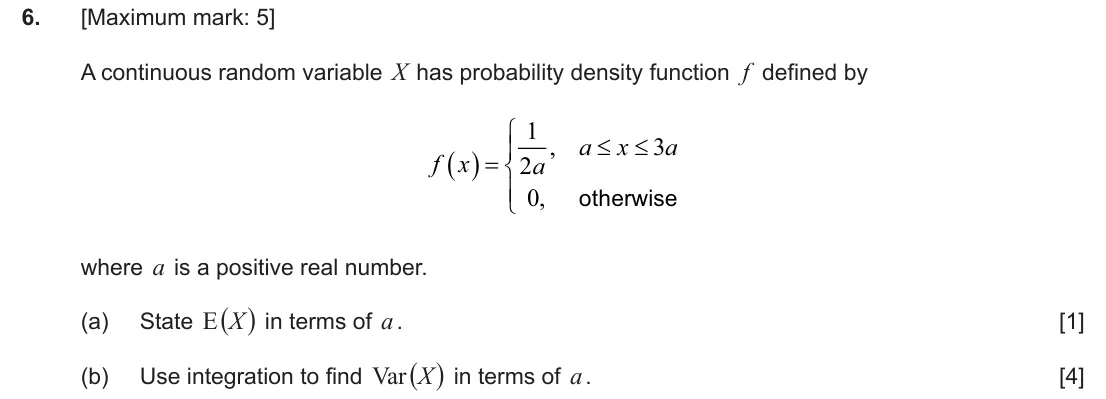 6. [Maximum mark: 5]
A continuous random variable X has probability density function f defined by
f(x) = { 1/2a, a ≤ x ≤ 3a
0, otherwise
where a is a positive real number.
(a) State E(X) in terms of a. [1]
(b) Use integration to find Var(X) in terms of a. [4]